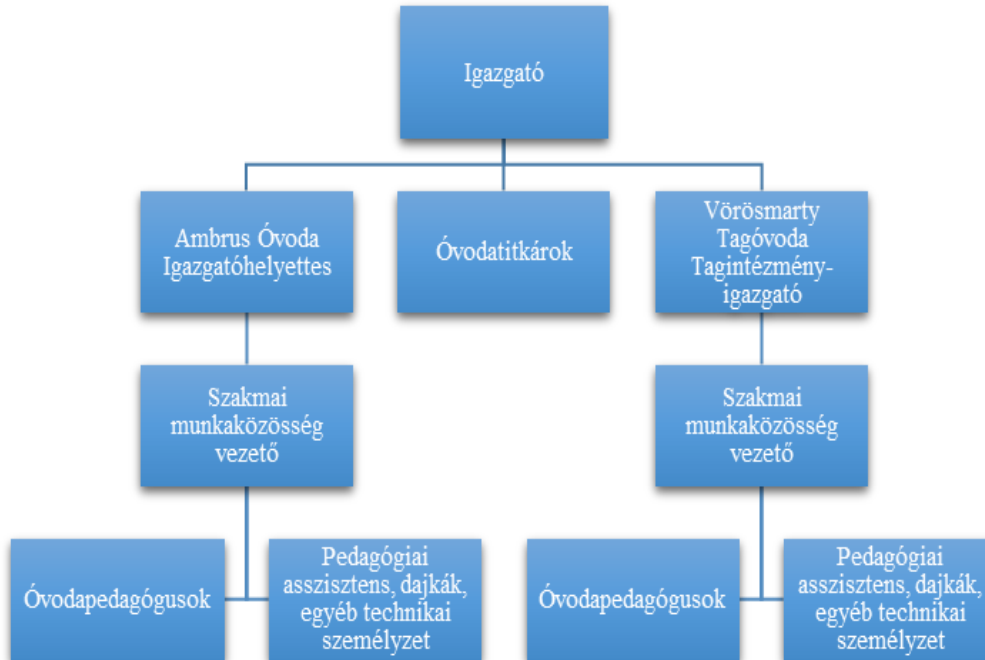 Igazgató
Ambrus Óvoda
Igazgatóhelyettes
Óvodatitkárok
Vörösmarty
Tagóvoda
Tagintézmény-
igazgató
Szakmai
munkaközösség
vezető
Szakmai
munkaközösség
vezető
Óvodapedagógusok
Pedagógiai
asszisztens, dajkák,
egyéb technikai
személyzet
Óvodapedagógusok
Pedagógiai
asszisztens, dajkák,
egyéb technikai
személyzet